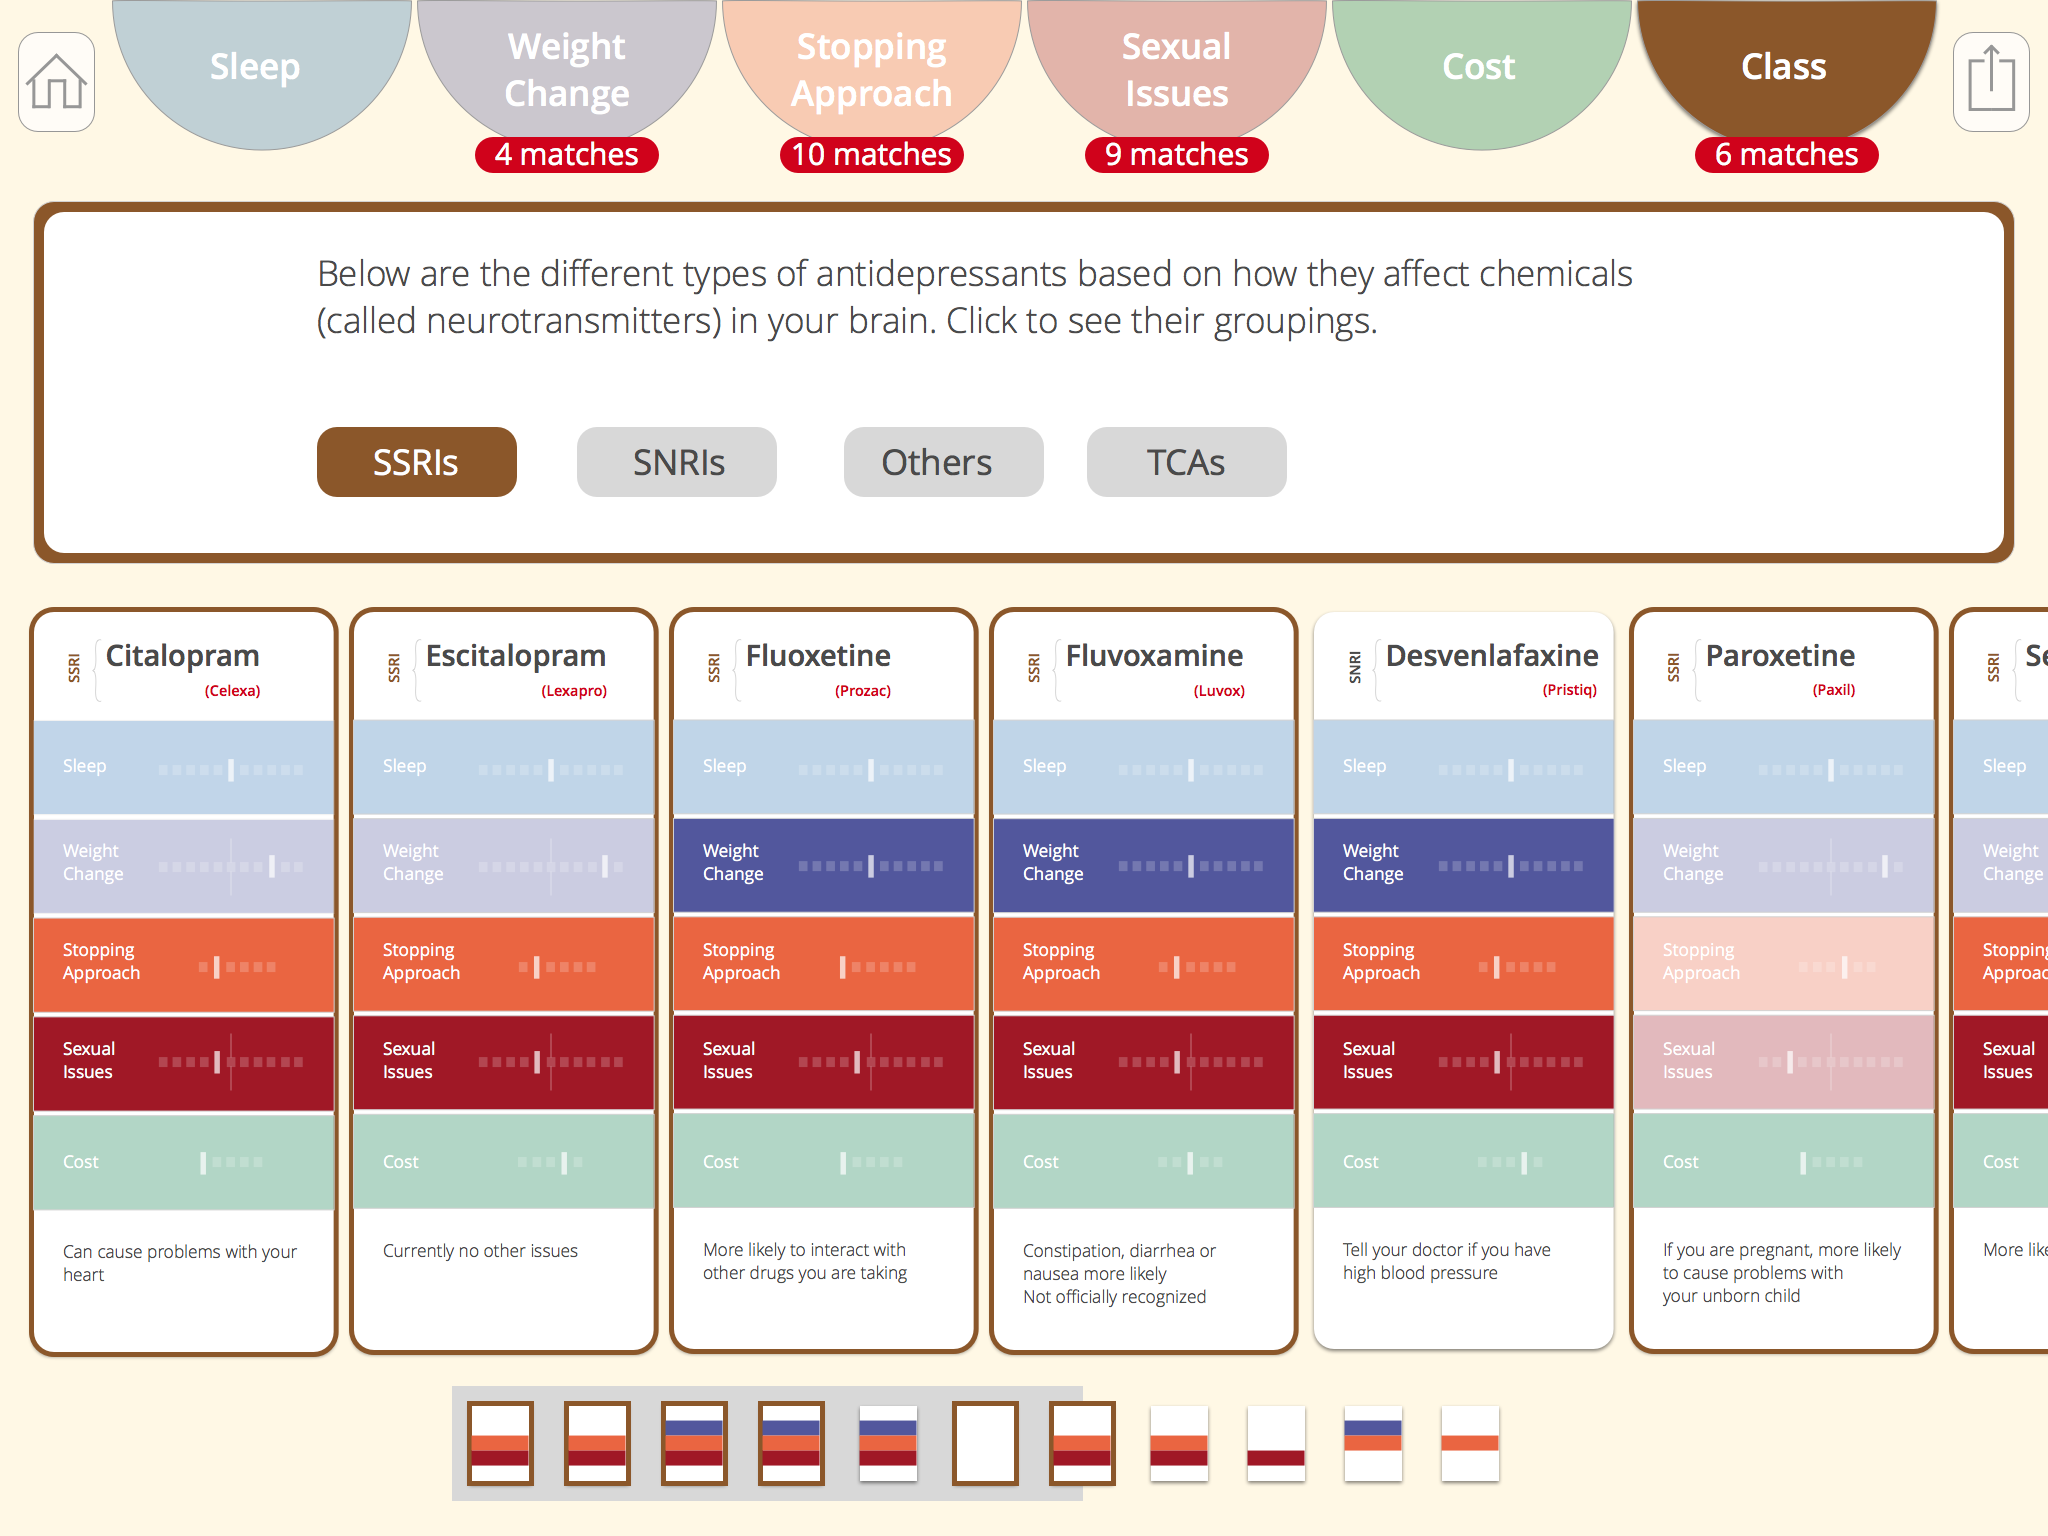 Sleep
Weight
Change
4 matches
Stopping
Approach
10 matches
Sexual
Issues
9 matches
Cost
Class
6 matches
Below are the different types of antidepressants based on how they affect chemicals
(called neurotransmitters) in your brain. Click to see their groupings.
SSRIs
SNRIs
Others
TCAs
SSRI
Citalopram
(Celexa)
Sleep
Weight
Change
Stopping
Approach
Sexual
Issues
Cost
Can cause problems with your
heart
SSRI
Escitalopram
(Lexapro)
Sleep
Weight
Change
Stopping
Approach
Sexual
Issues
Cost
Currently no other issues
SSRI
Fluoxetine
(Prozac)
Sleep
Weight
Change
Stopping
Approach
Sexual
Issues
Cost
More likely to interact with
other drugs you are taking
SSRI
Fluvoxamine
(Luvox)
Sleep
Weight
Change
Stopping
Approach
Sexual
Issues
Cost
Constipation, diarrhea or
nausea more likely
Not officially recognized
SNRI
Desvenlafaxine
(Pristiq)
Sleep
Weight
Change
Stopping
Approach
Sexual
Issues
Cost
Tell your doctor if you have
high blood pressure
SSRI
Paroxetine
(Paxil)
Sleep
Weight
Change
Stopping
Approach
Sexual
Issues
Cost
If you are pregnant, more likely
to cause problems with
your unborn child
SSRI
Sleep
Weight
Change
Sexual
Issues
Cost
More